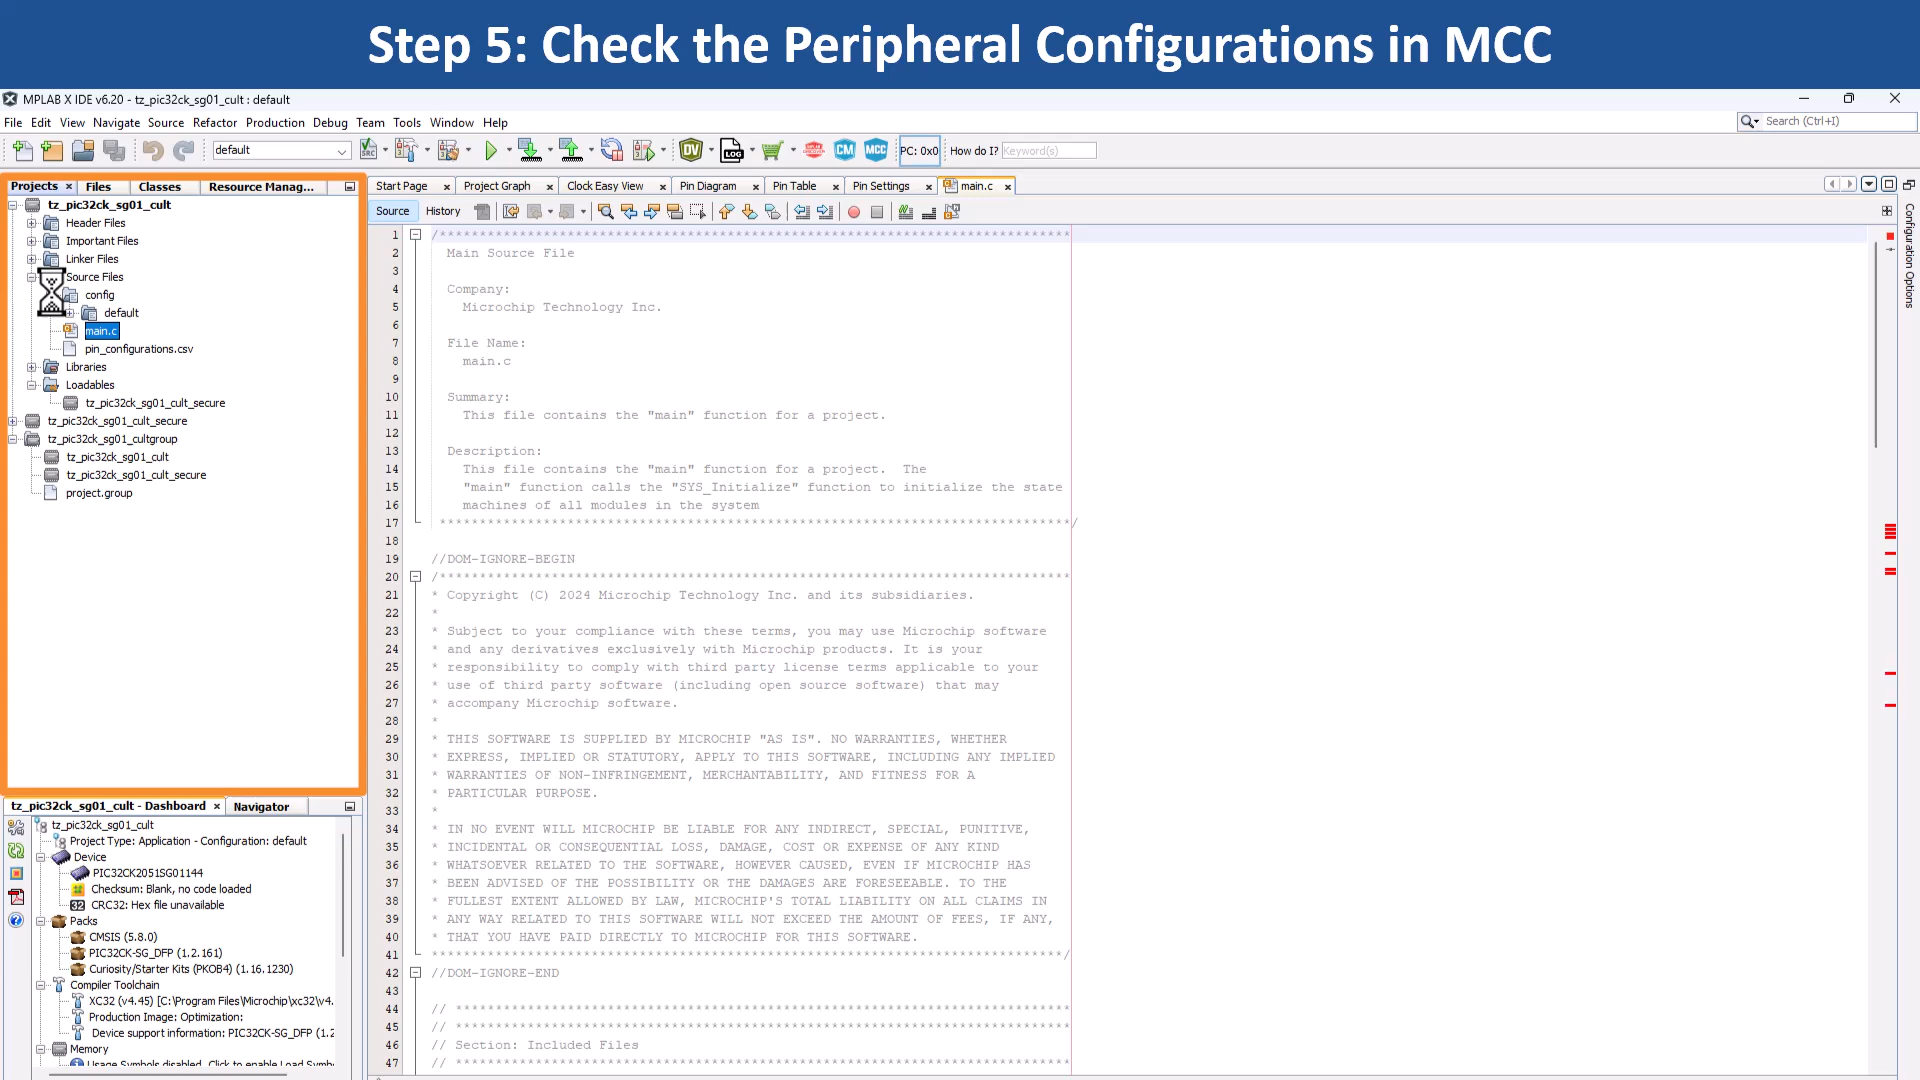 Step 5: Check the Peripheral Configurations in MCC
MPLAB X IDE v6.20 - tz_pic32ck_sg01_cult : default
File Edit View Navigate Source Refactor Production Debug Team Tools Window Help
Search (Ctrl+I)
default
PC: 0x0
How do I? Keyword(s)
Projects Files Classes Resource Manag...
tz_pic32ck_sg01_cult
Header Files
Important Files
Linker Files
Source Files
config
default
main.c
pin_configurations.csv
Libraries
Loadables
tz_pic32ck_sg01_cult_secure
tz_pic32ck_sg01_cult_secure
tz_pic32ck_sg01_cultgroup
tz_pic32ck_sg01_cult
tz_pic32ck_sg01_cult_secure
project.group
tz_pic32ck_sg01_cult - Dashboard Navigator
tz_pic32ck_sg01_cult
Project Type: Application - Configuration: default
Device
PIC32CK2051SG01144
Checksum: Blank, no code loaded
CRC32: Hex file unavailable
Packs
CMSIS (5.8.0)
PIC32CK-SG_DFP (1.2.161)
Curiosity/Starter Kits (PKOB4) (1.16.1230)
Compiler Toolchain
XC32 (v4.45) [C:\Program Files\Microchip\xc32\v4.
Production Image: Optimization:
Device support information: PIC32CK-SG_DFP (1.2
Memory
Usage Symbols disabled. Click to enable Load Symb
Start Page Project Graph Clock Easy View Pin Diagram Pin Table Pin Settings main.c
Source History
1 /*******************************************************************************
2 Main Source File
3
4 Company:
5 Microchip Technology Inc.
6
7 File Name:
8 main.c
9
10 Summary:
11 This file contains the "main" function for a project.
12
13 Description:
14 This file contains the "main" function for a project. The
15 "main" function calls the "SYS_Initialize" function to initialize the state
16 machines of all modules in the system
17 *******************************************************************************/
18
19 //DOM-IGNORE-BEGIN
20 /*******************************************************************************
21 * Copyright (C) 2024 Microchip Technology Inc. and its subsidiaries.
22 *
23 * Subject to your compliance with these terms, you may use Microchip software
24 * and any derivatives exclusively with Microchip products. It is your
25 * responsibility to comply with third party license terms applicable to your
26 * use of third party software (including open source software) that may
27 * accompany Microchip software.
28 *
29 * THIS SOFTWARE IS SUPPLIED BY MICROCHIP "AS IS". NO WARRANTIES, WHETHER
30 * EXPRESS, IMPLIED OR STATUTORY, APPLY TO THIS SOFTWARE, INCLUDING ANY IMPLIED
31 * WARRANTIES OF NON-INFRINGEMENT, MERCHANTABILITY, AND FITNESS FOR A
32 * PARTICULAR PURPOSE.
33 *
34 * IN NO EVENT WILL MICROCHIP BE LIABLE FOR ANY INDIRECT, SPECIAL, PUNITIVE,
35 * INCIDENTAL OR CONSEQUENTIAL LOSS, DAMAGE, COST OR EXPENSE OF ANY KIND
36 * WHATSOEVER RELATED TO THE SOFTWARE, HOWEVER CAUSED, EVEN IF MICROCHIP HAS
37 * BEEN ADVISED OF THE POSSIBILITY OR THE DAMAGES ARE FORESEEABLE. TO THE
38 * FULLEST EXTENT ALLOWED BY LAW, MICROCHIP'S TOTAL LIABILITY ON ALL CLAIMS IN
39 * ANY WAY RELATED TO THIS SOFTWARE WILL NOT EXCEED THE AMOUNT OF FEES, IF ANY,
40 * THAT YOU HAVE PAID DIRECTLY TO MICROCHIP FOR THIS SOFTWARE.
41 *******************************************************************************/
42 //DOM-IGNORE-END
43
44 // *****************************************************************************
45 // *****************************************************************************
46 // Section: Included Files
47 // *****************************************************************************
Configuration Options